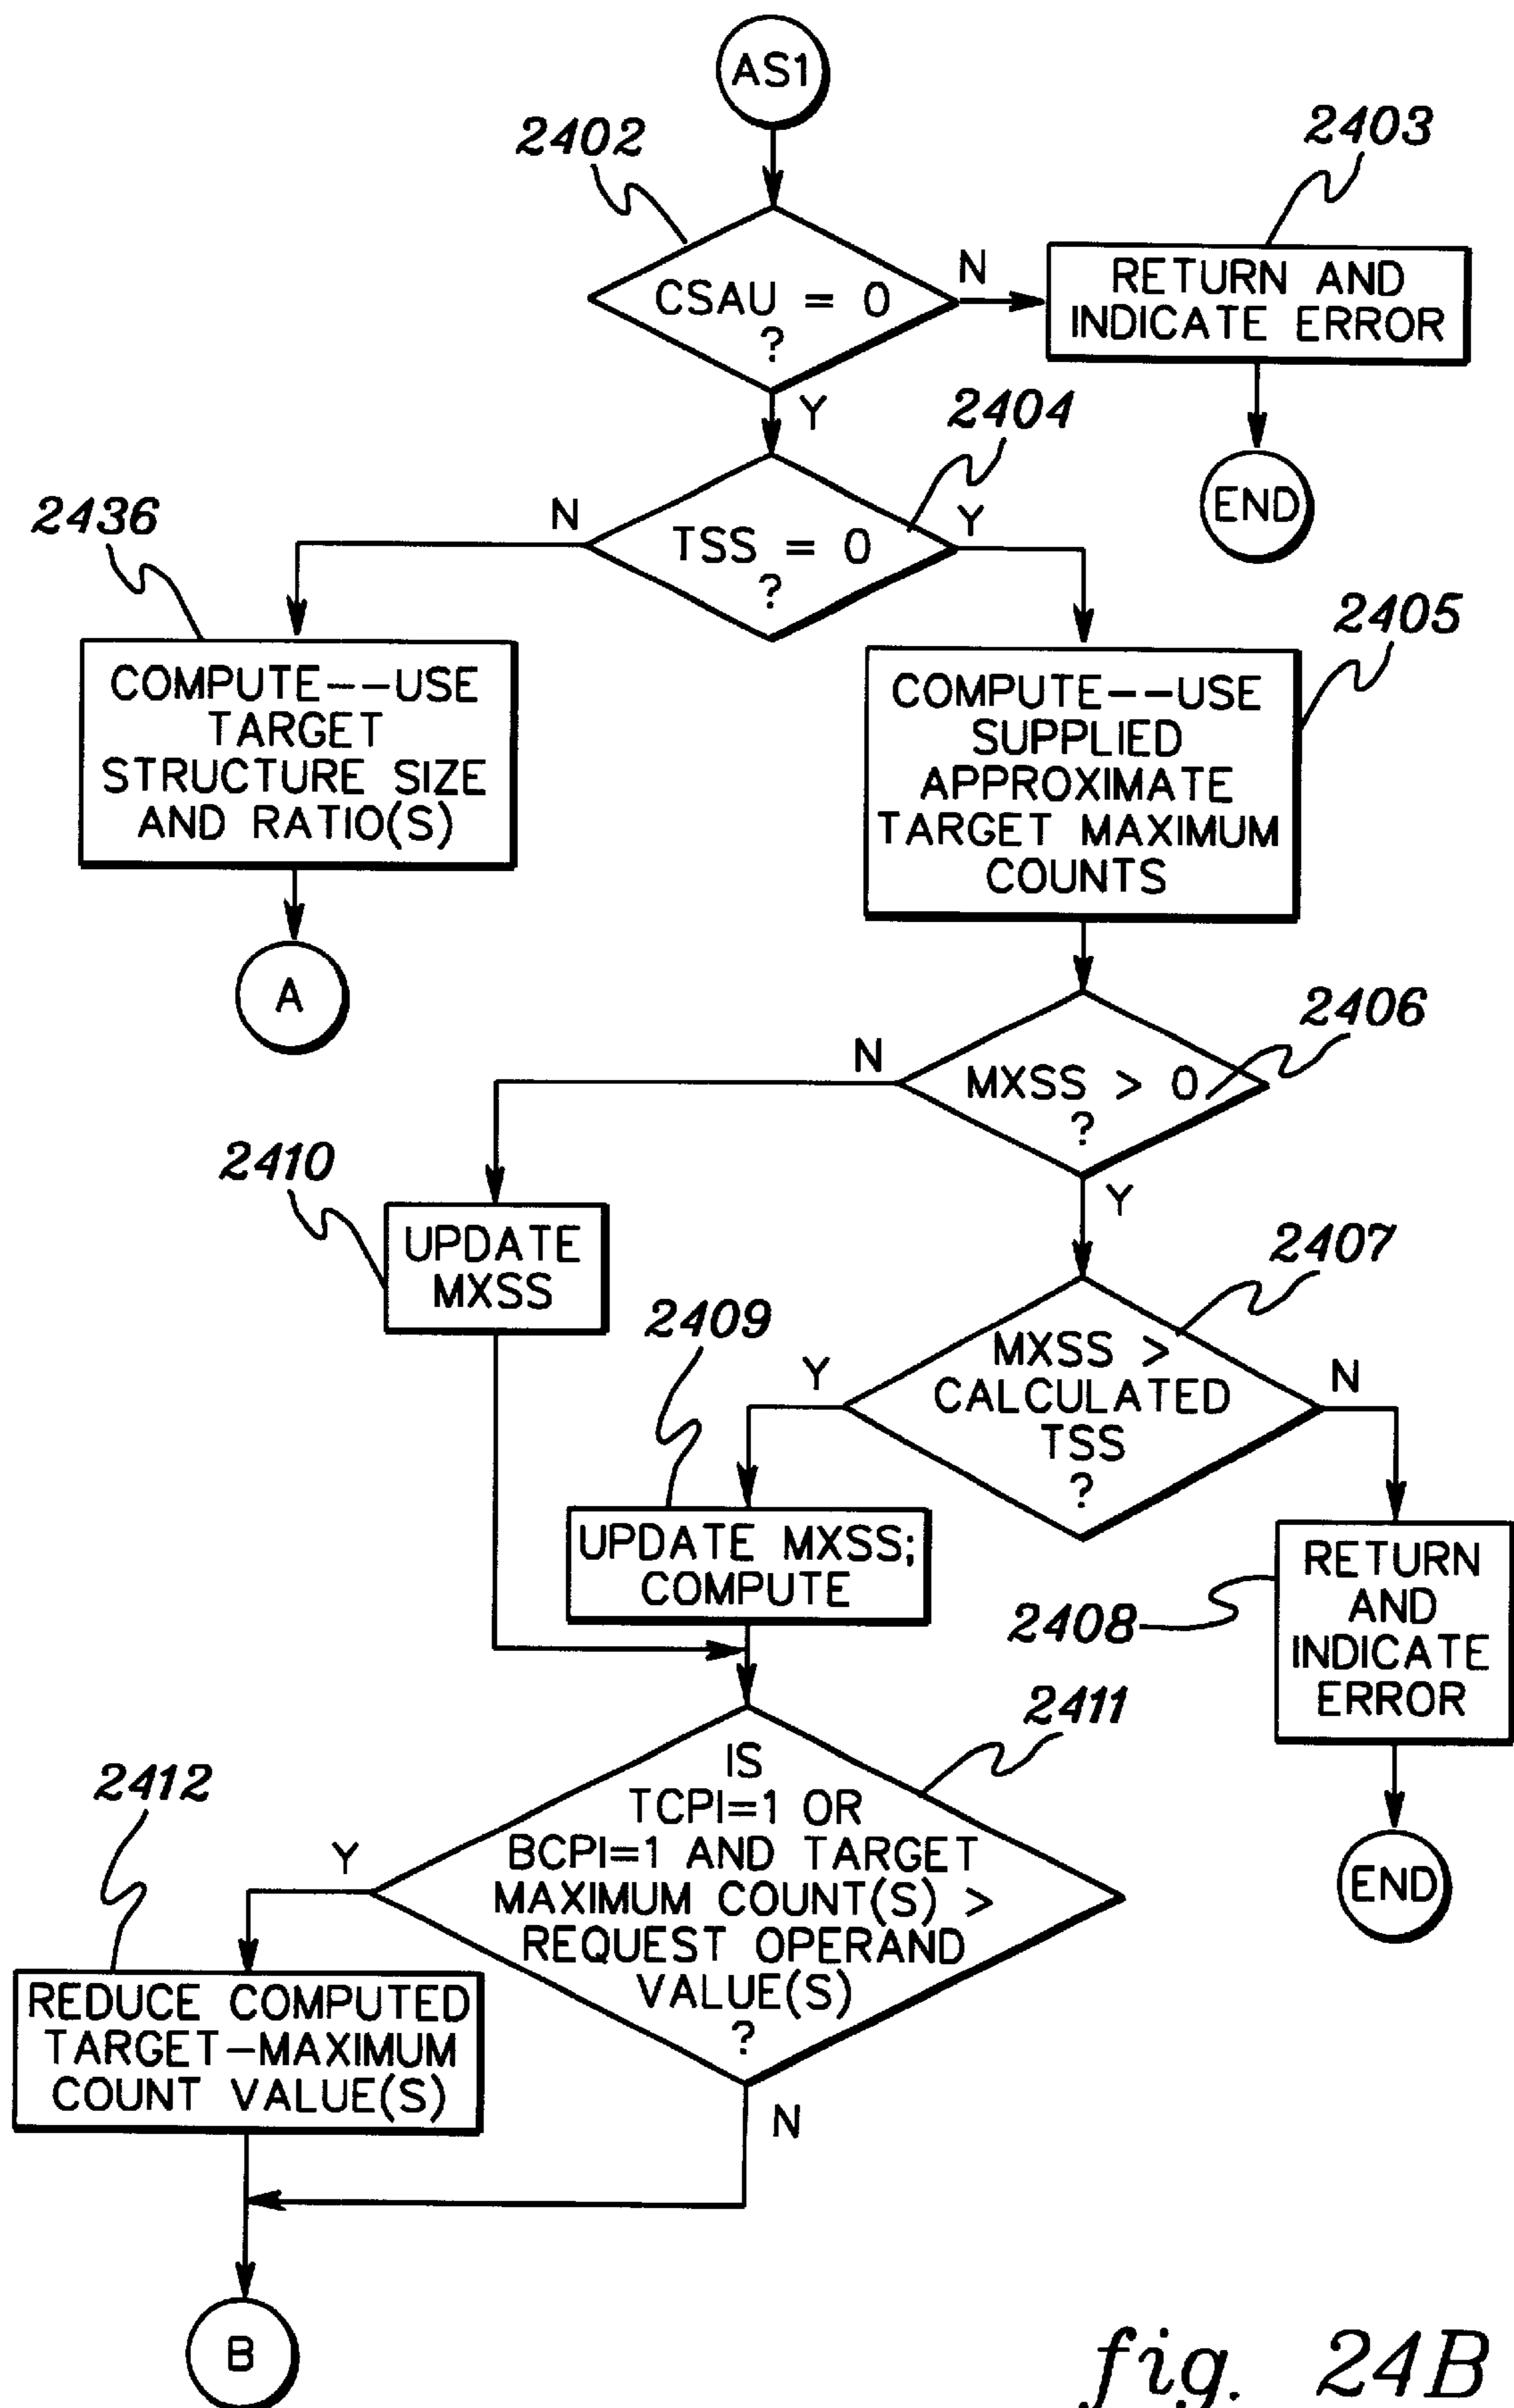 AS1
2402
2403
CSAU = 0
?
N
RETURN AND
INDICATE ERROR
Y
2404
END
2436
N
TSS = 0
?
Y
2405
COMPUTE--USE
TARGET
STRUCTURE SIZE
AND RATIO(S)
COMPUTE--USE
SUPPLIED
APPROXIMATE
TARGET MAXIMUM
COUNTS
A
2406
N
MXSS > 0
?
Y
2410
UPDATE
MXSS
2407
2409
MXSS >
CALCULATED
TSS
?
Y
N
UPDATE MXSS;
COMPUTE
2408
RETURN
AND
INDICATE
ERROR
2411
END
2412
IS
TCPI=1 OR
BCPI=1 AND TARGET
MAXIMUM COUNT(S) >
REQUEST OPERAND
VALUE(S)
?
Y
REDUCE COMPUTED
TARGET-MAXIMUM
COUNT VALUE(S)
N
B
fig. 24B